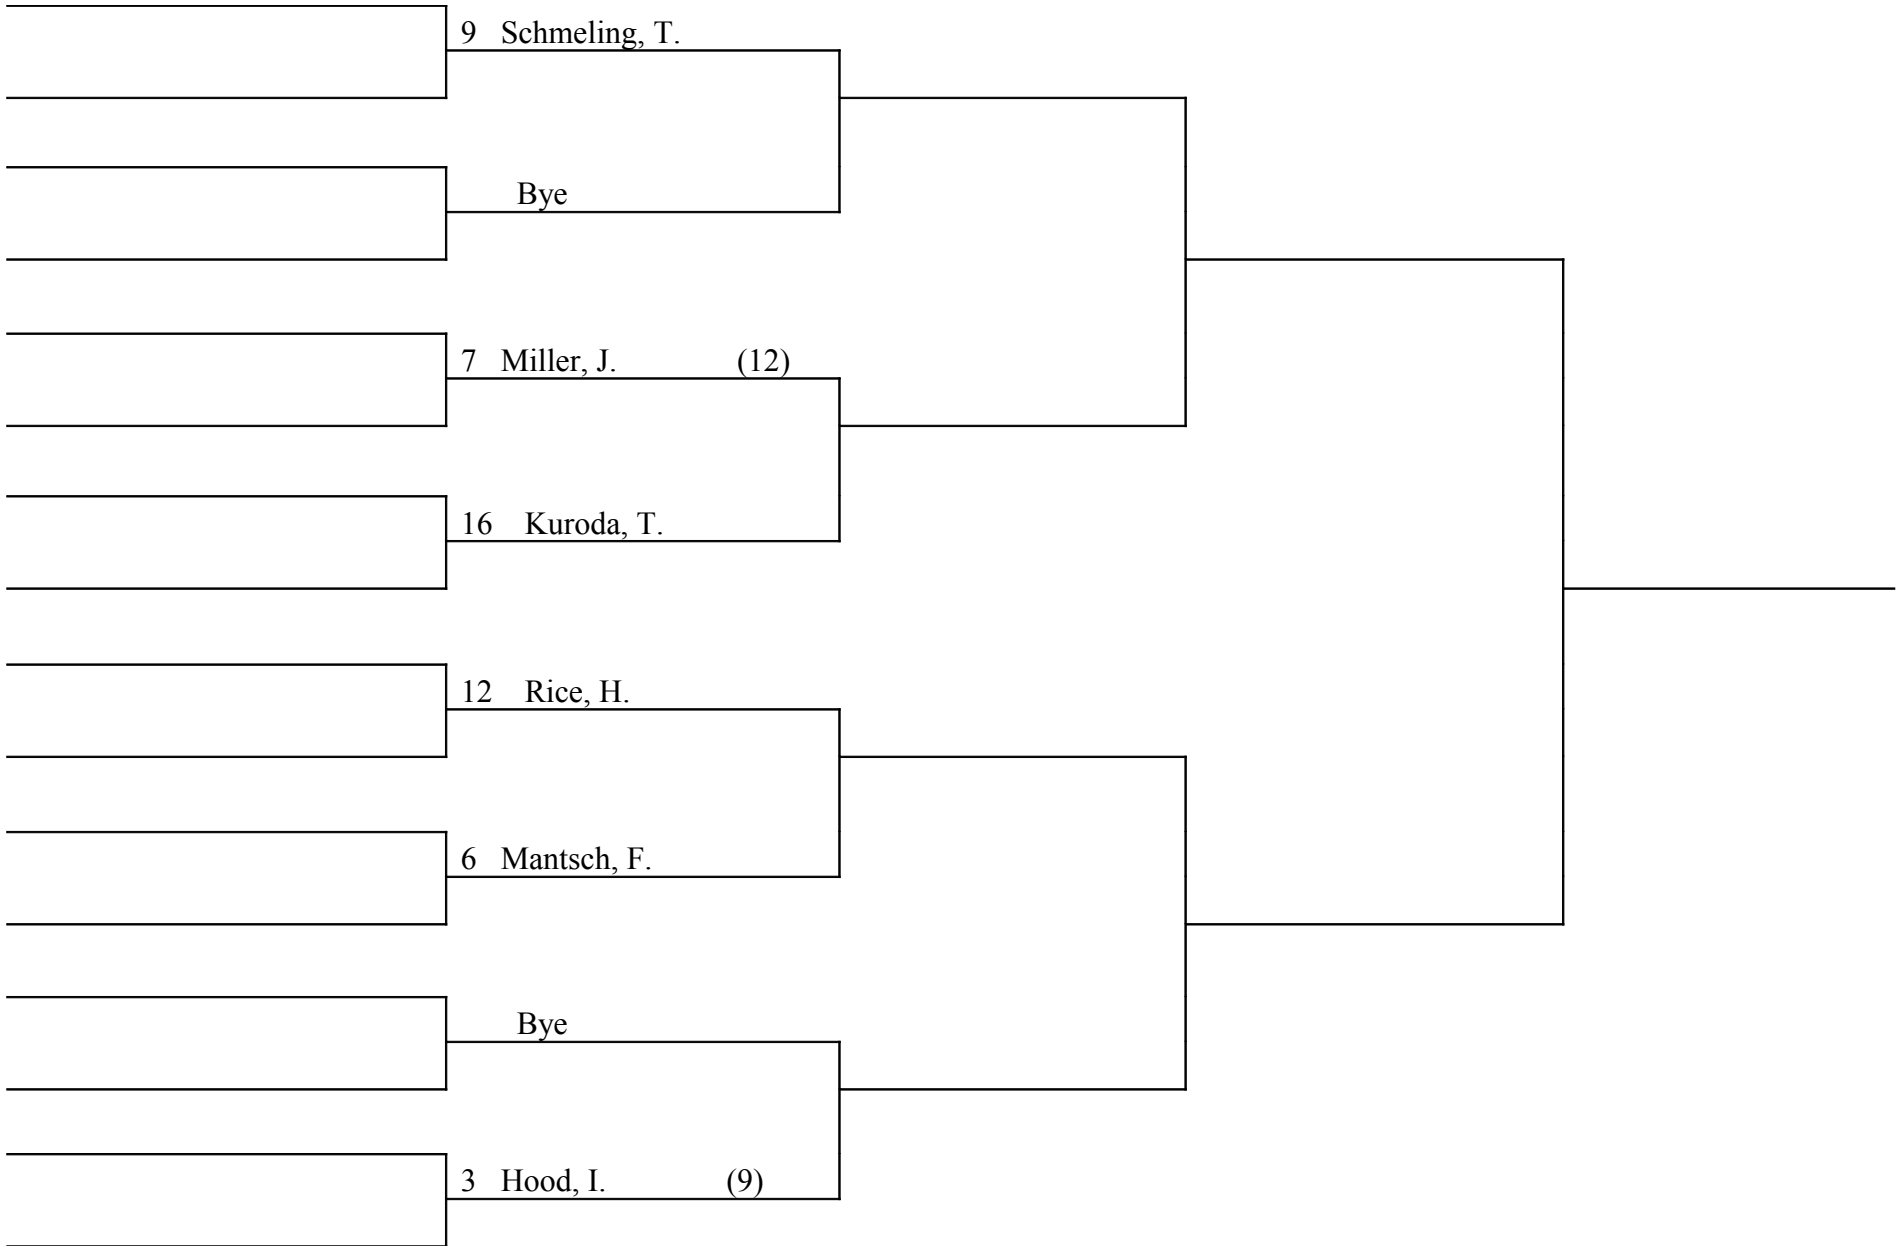 9 Schmeling, T.
Bye
7 Miller, J. (12)
16 Kuroda, T.
12 Rice, H.
6 Mantsch, F.
Bye
3 Hood, I. (9)